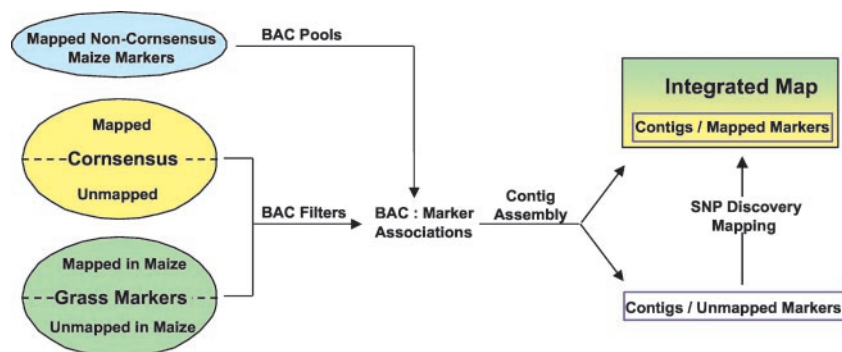 Mapped Non-Cornsensus
Maize Markers
BAC Pools
Mapped
Cornsensus
Unmapped
BAC Filters
Mapped in Maize
Grass Markers
Unmapped in Maize
BAC : Marker
Associations
Contig
Assembly
Integrated Map
Contigs / Mapped Markers
SNP Discovery
Mapping
Contigs / Unmapped Markers